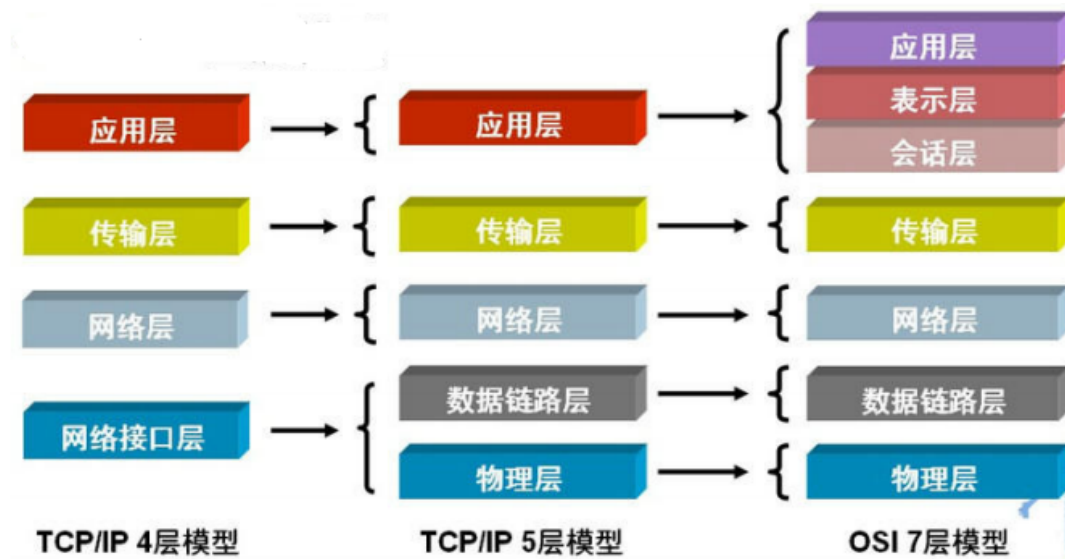 应用层
传输层
网络层
网络接口层
TCP/IP 4层模型
应用层
传输层
网络层
数据链路层
物理层
TCP/IP 5层模型
应用层
表示层
会话层
传输层
网络层
数据链路层
物理层
OSI 7层模型